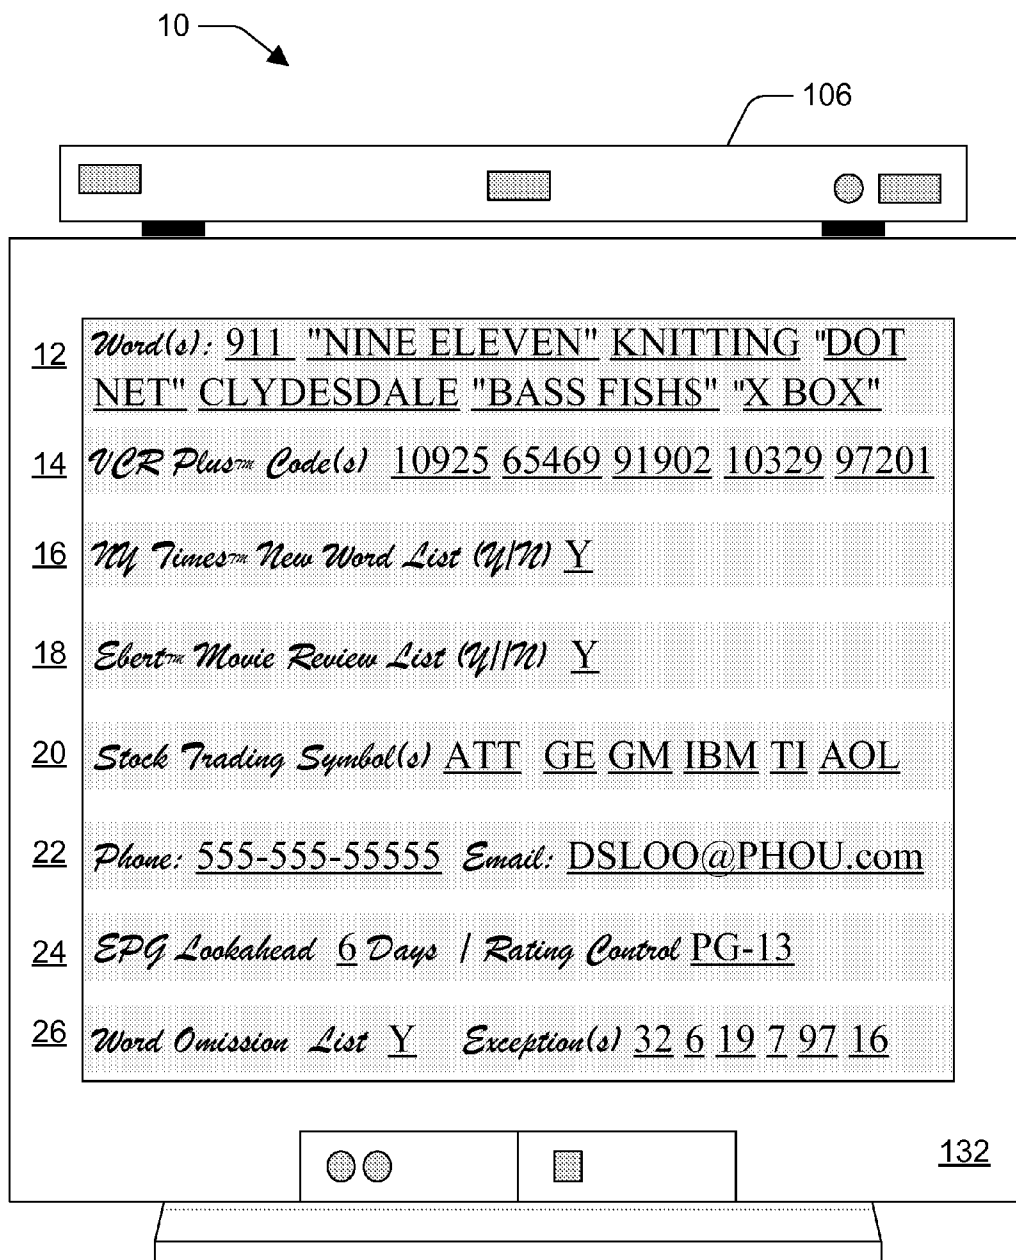 10
106
12 Word(s): 911 "NINE ELEVEN" KNITTING "DOT
NET" CLYDESDALE "BASS FISH$" "X BOX"
14 VCR Plus™ Code(s) 10925 65469 91902 10329 97201
16 NY Times™ New Word List (Y/N) Y
18 Ebert™ Movie Review List (Y//N) Y
20 Stock Trading Symbol(s) ATT GE GM IBM TI AOL
22 Phone: 555-555-55555 Email: DSLOO@PHOU.com
24 EPG Lookahead 6 Days / Rating Control PG-13
26 Word Omission List Y Exception(s) 32 6 19 7 97 16
132